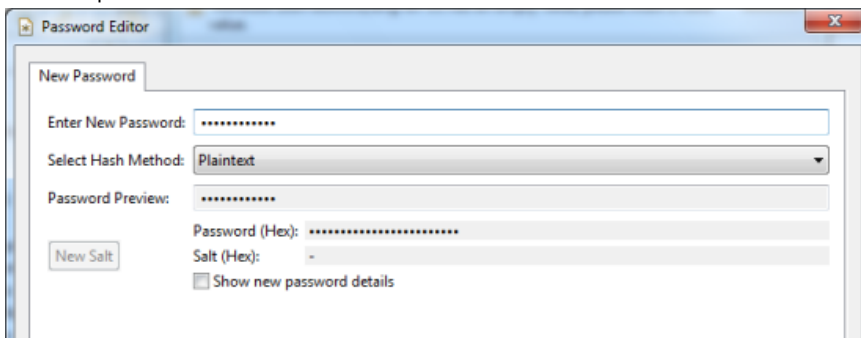 Password Editor
New Password
Enter New Password: ••••••••••••
Select Hash Method: Plaintext
Password Preview: ••••••••••••
Password (Hex): ••••••••••••••••••••••••
New Salt
Salt (Hex): -
Show new password details